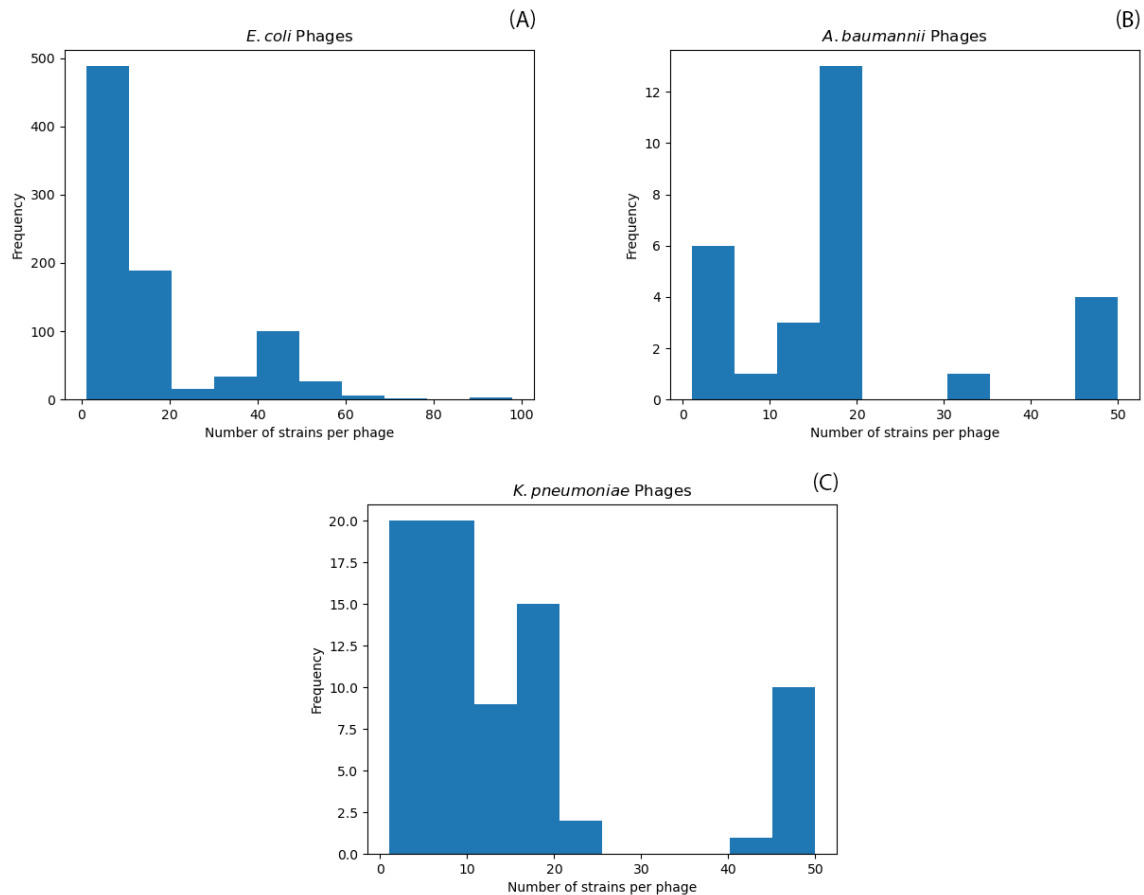 (A)
E. coli Phages
500
400
300
200
100
0
Frequency
0 20 40 60 80 100
Number of strains per phage
(B)
A. baumannii Phages
12
10
8
6
4
2
0
Frequency
0 10 20 30 40 50
Number of strains per phage
(C)
K. pneumoniae Phages
20.0
17.5
15.0
12.5
10.0
7.5
5.0
2.5
0.0
Frequency
0 10 20 30 40 50
Number of strains per phage